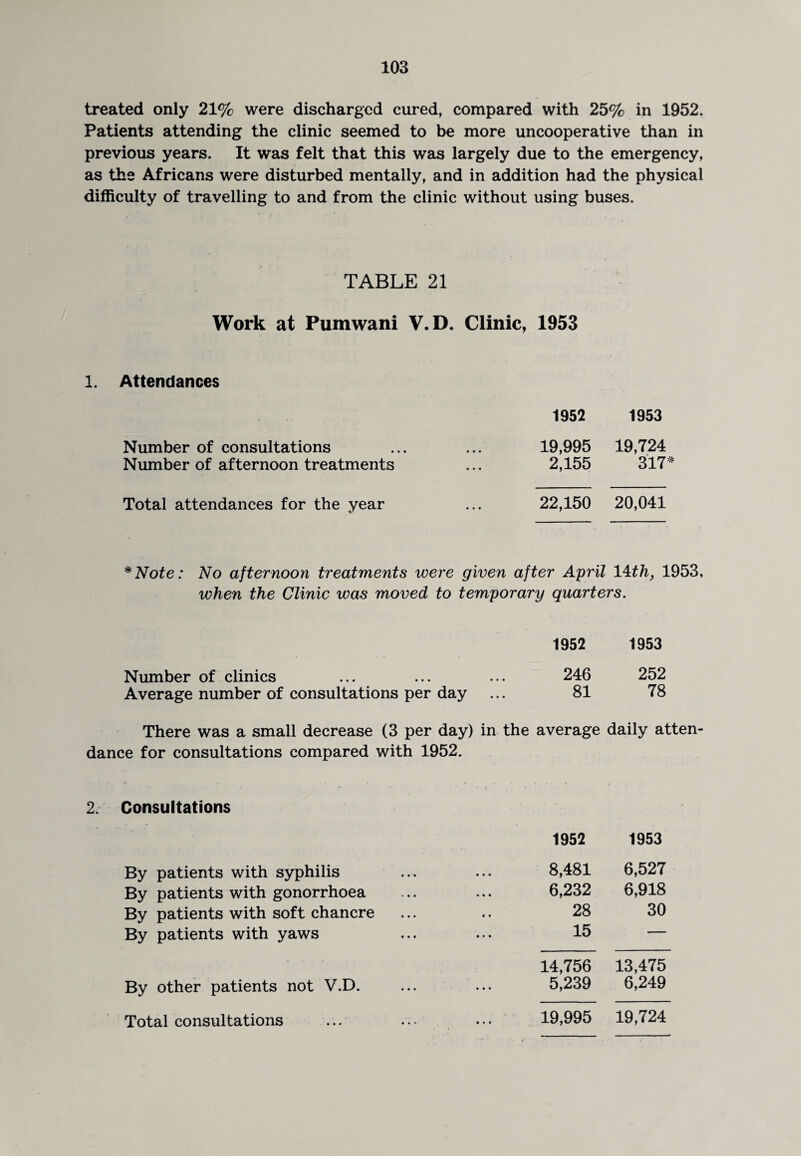 103
treated only 21% were discharged cured, compared with 25% in 1952.
Patients attending the clinic seemed to be more uncooperative than in
previous years. It was felt that this was largely due to the emergency,
as the Africans were disturbed mentally, and in addition had the physical
difficulty of travelling to and from the clinic without using buses.
TABLE 21
Work at Pumwani V.D. Clinic, 1953
1. Attendances
1952 1953
Number of consultations ... ... 19,995 19,724
Number of afternoon treatments ... 2,155 317*
Total attendances for the year ... 22,150 20,041
*Note: No afternoon treatments were given after April 14th, 1953,
when the Clinic was moved to temporary quarters.
1952 1953
Number of clinics ... ... ... 246 252
Average number of consultations per day ... 81 78
There was a small decrease (3 per day) in the average daily atten-
dance for consultations compared with 1952.
2. Consultations
1952 1953
By patients with syphilis ... ... 8,481 6,527
By patients with gonorrhoea ... ... 6,232 6,918
By patients with soft chancre ... .. 28 30
By patients with yaws ... ... 15 —
14,756 13,475
By other patients not V.D. ... ... 5,239 6,249
Total consultations ... ... ... 19,995 19,724